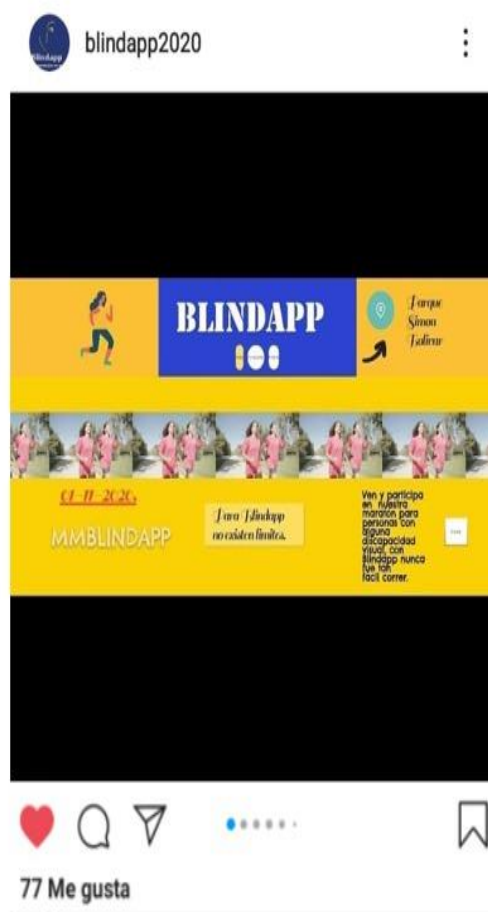 blindapp2020
BLINDAPP
Parque
Simon
Bolivar
01-11-2020.
MMBLINDAPP
Para Blindapp
no existen limites.
Ven y participa
en nuestra
maratón para
personas con
alguna
discapacidad
visual, con
Blindapp nunca
fue tan
facil correr.
77 Me gusta